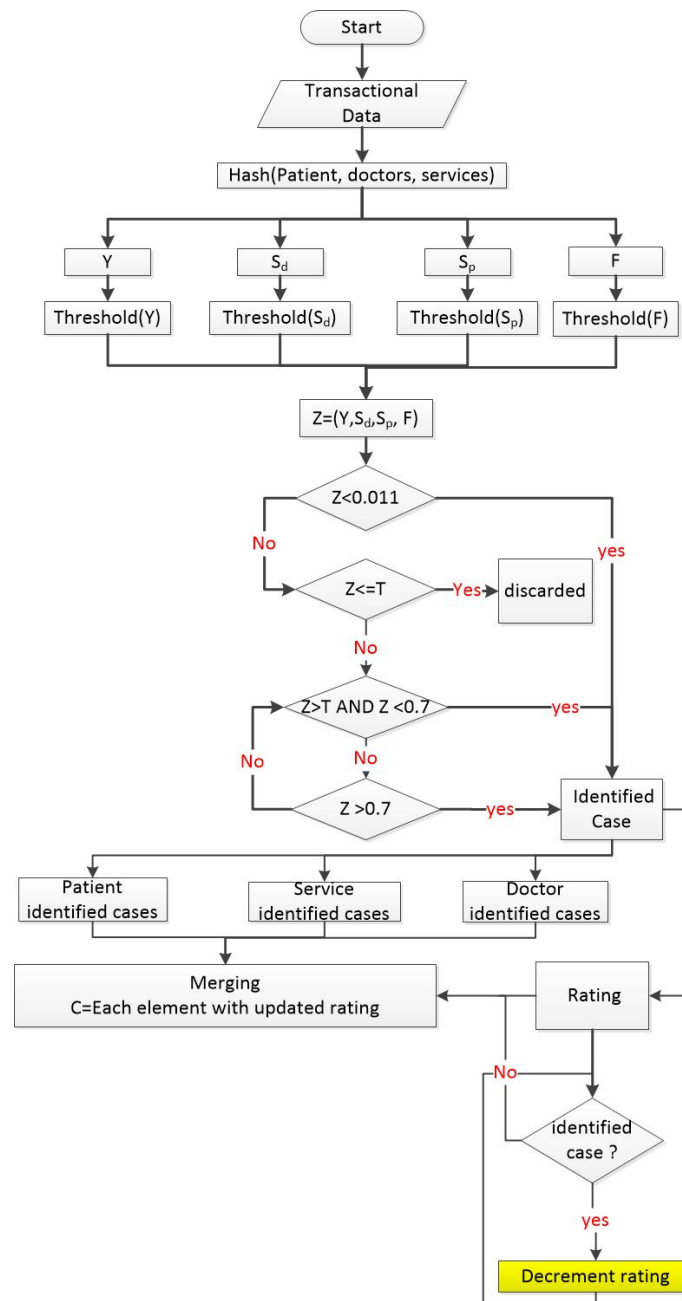 Start
Transactional
Data
Hash(Patient, doctors, services)
Y
Sd
Sp
F
Threshold(Y)
Threshold(Sd)
Threshold(Sp)
Threshold(F)
Z=(Y,Sd,Sp, F)
Z<0.011
No
yes
Z<=T
Yes
discarded
No
Z>T AND Z <0.7
yes
No
No
Z >0.7
yes
Identified
Case
Patient
identified cases
Service
identified cases
Doctor
identified cases
Merging
C=Each element with updated rating
Rating
No
identified
case ?
yes
Decrement rating